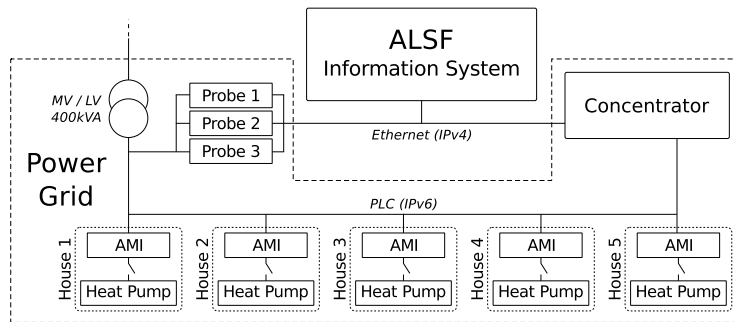 ALSF
Information System
MV / LV
400kVA
Probe 1
Probe 2
Probe 3
Concentrator
Ethernet (IPv4)
Power
Grid
PLC (IPv6)
House 1
AMI
Heat Pump
House 2
AMI
Heat Pump
House 3
AMI
Heat Pump
House 4
AMI
Heat Pump
House 5
AMI
Heat Pump